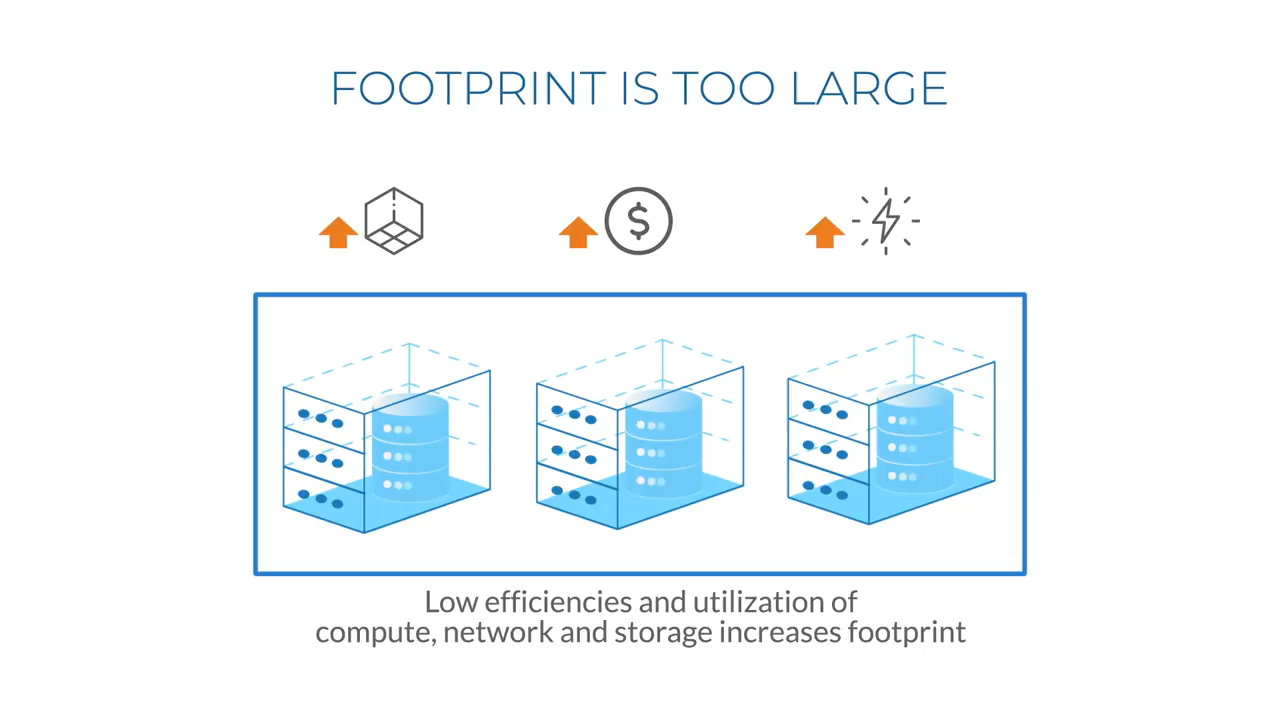 FOOTPRINT IS TOO LARGE
$
Low efficiencies and utilization of
compute, network and storage increases footprint